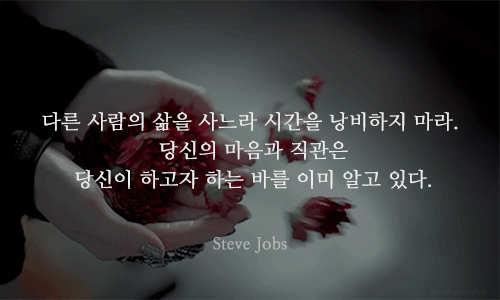 다른 사람의 삶을 사느라 시간을 낭비하지 마라.
당신의 마음과 직관은
당신이 하고자 하는 바를 이미 알고 있다.
Steve Jobs